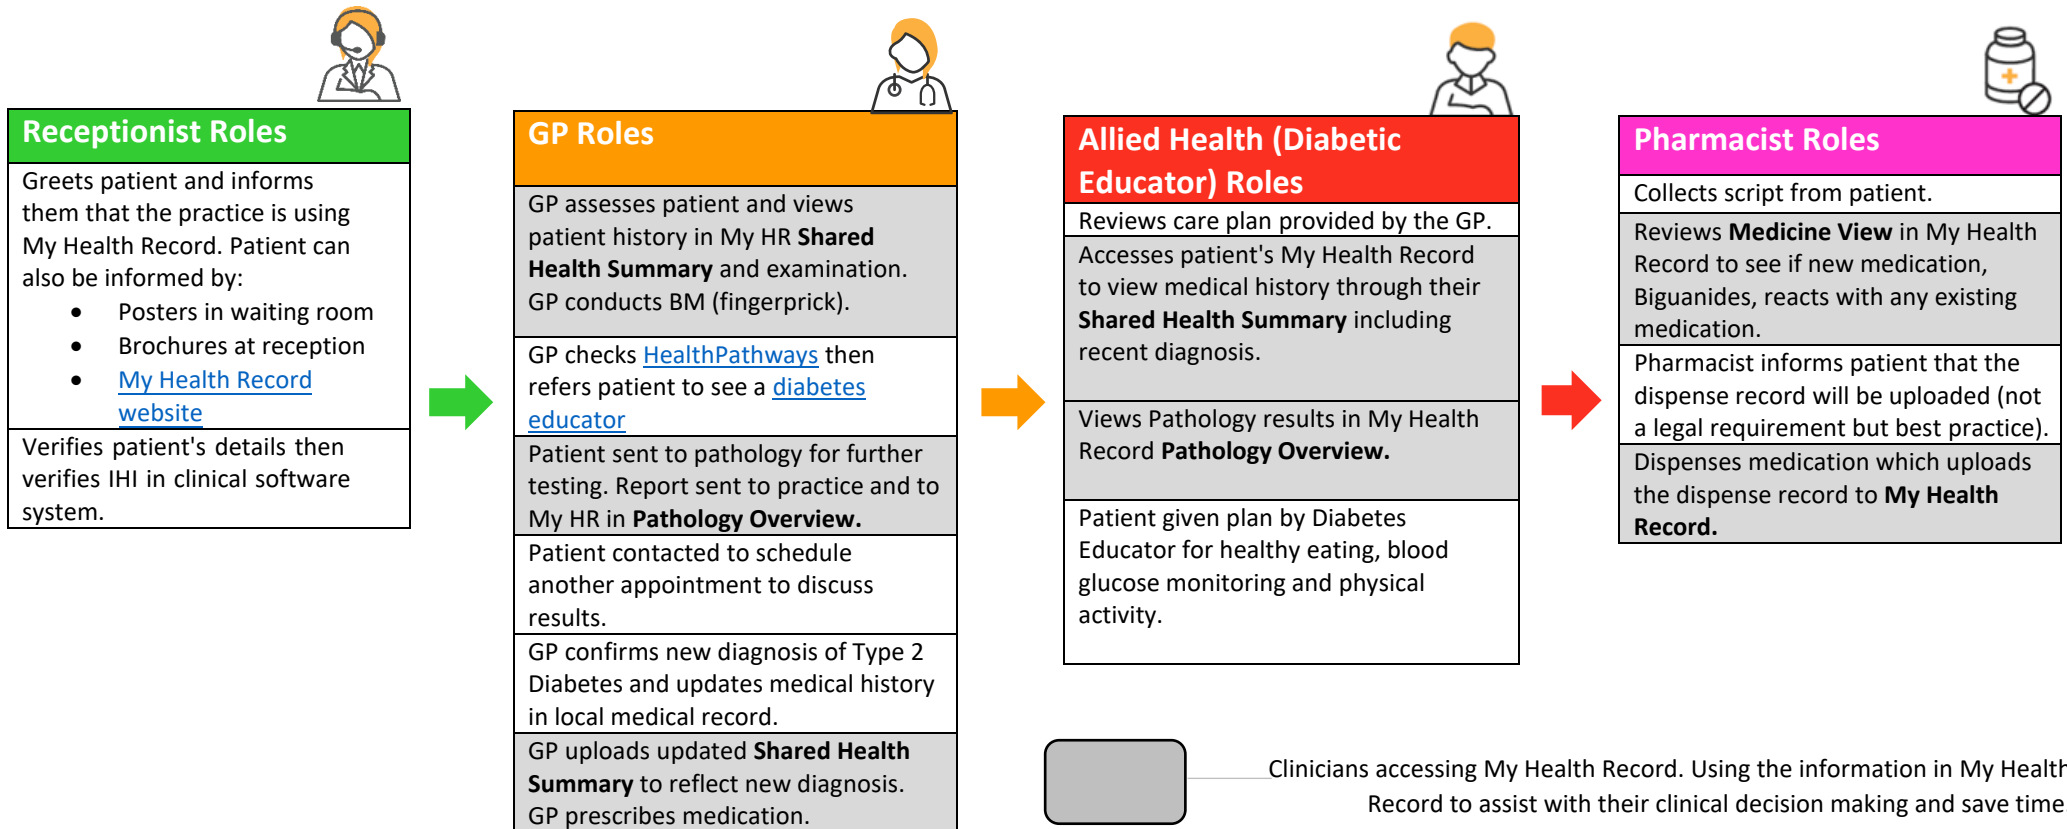 Receptionist Roles
Greets patient and informs
them that the practice is using
My Health Record. Patient can
also be informed by:
• Posters in waiting room
• Brochures at reception
• My Health Record
website
Verifies patient's details then
verifies IHI in clinical software
system.
GP Roles
GP assesses patient and views
patient history in My HR Shared
Health Summary and examination.
GP conducts BM (fingerprick).
GP checks HealthPathways then
refers patient to see a diabetes
educator
Patient sent to pathology for further
testing. Report sent to practice and to
My HR in Pathology Overview.
Patient contacted to schedule
another appointment to discuss
results.
GP confirms new diagnosis of Type 2
Diabetes and updates medical history
in local medical record.
GP uploads updated Shared Health
Summary to reflect new diagnosis.
GP prescribes medication.
Allied Health (Diabetic
Educator) Roles
Reviews care plan provided by the GP.
Accesses patient's My Health Record
to view medical history through their
Shared Health Summary including
recent diagnosis.
Views Pathology results in My Health
Record Pathology Overview.
Patient given plan by Diabetes
Educator for healthy eating, blood
glucose monitoring and physical
activity.
Pharmacist Roles
Collects script from patient.
Reviews Medicine View in My Health
Record to see if new medication,
Biguanides, reacts with any existing
medication.
Pharmacist informs patient that the
dispense record will be uploaded (not
a legal requirement but best practice).
Dispenses medication which uploads
the dispense record to My Health
Record.
Clinicians accessing My Health Record. Using the information in My Health
Record to assist with their clinical decision making and save time